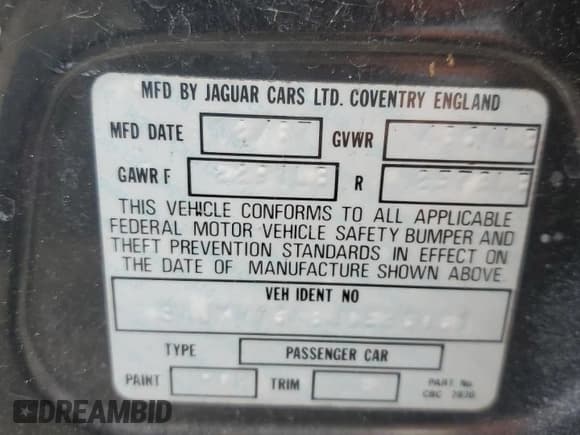 MFD BY JAGUAR CARS LTD. COVENTRY ENGLAND
MFD DATE GVWR
GAWR F R
THIS VEHICLE CONFORMS TO ALL APPLICABLE
FEDERAL MOTOR VEHICLE SAFETY BUMPER AND
THEFT PREVENTION STANDARDS IN EFFECT ON
THE DATE OF MANUFACTURE SHOWN ABOVE.
VEH IDENT NO
TYPE PASSENGER CAR
PAINT TRIM PART No.
DREAMBID